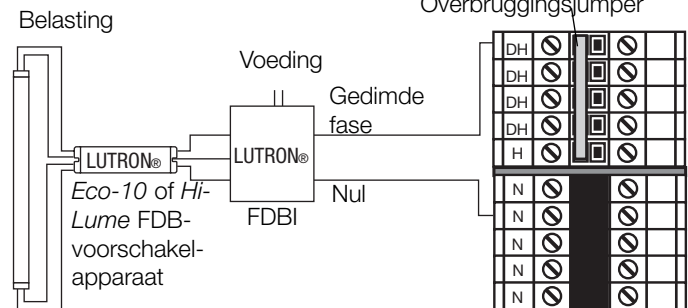 Overbruggingsjumper
Belasting
Voeding
Gedimde
fase
LUTRON®
LUTRON®
Eco-10 of Hi-
Lume FDB-
voorschakel-
apparaat
FDBI
Nul
DH
DH
DH
DH
H
N
N
N
N
N